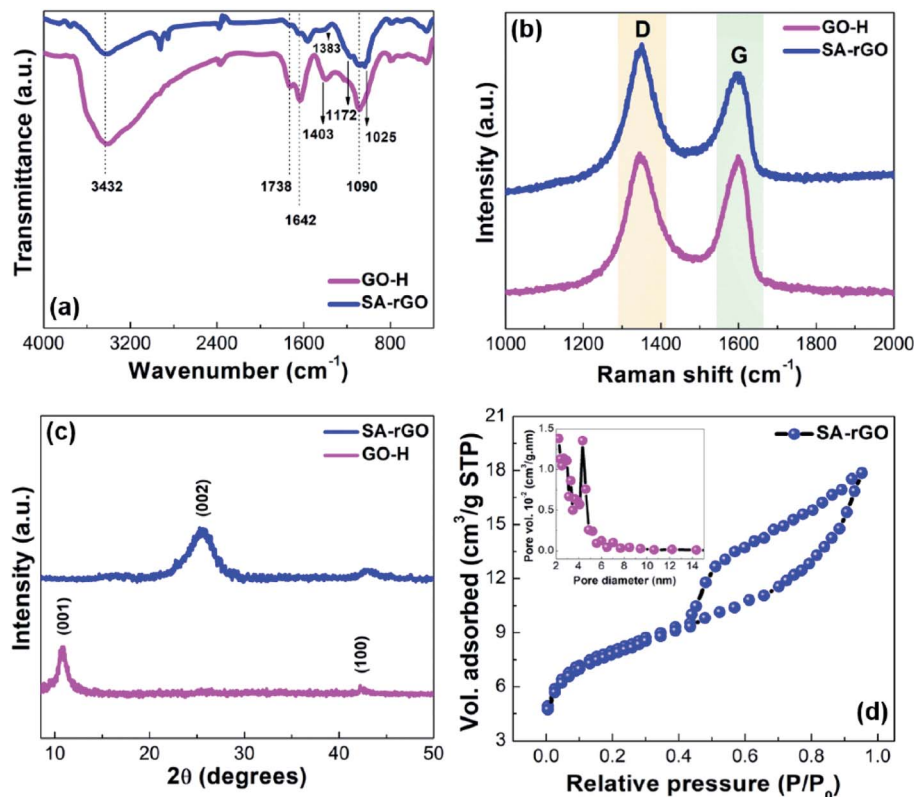 (a)
Transmittance (a.u.)
1383
1403
1172
1025
3432
1738
1642
1090
GO-H
SA-rGO
4000 3200 2400 1600 800
Wavenumber (cm⁻¹)
(b)
Intensity (a.u.)
D
G
GO-H
SA-rGO
1000 1200 1400 1600 1800 2000
Raman shift (cm⁻¹)
(c)
Intensity (a.u.)
SA-rGO
GO-H
(002)
(001)
(100)
10 20 30 40 50
2θ (degrees)
(d)
Vol. adsorbed (cm³/g STP)
21
18
15
12
9
6
3
SA-rGO
Pore vol. 10⁻² (cm³/g.nm)
1.5
1.0
0.5
0.0
2 4 6 8 10 12 14
Pore diameter (nm)
0.0 0.2 0.4 0.6 0.8 1.0
Relative pressure (P/P₀)